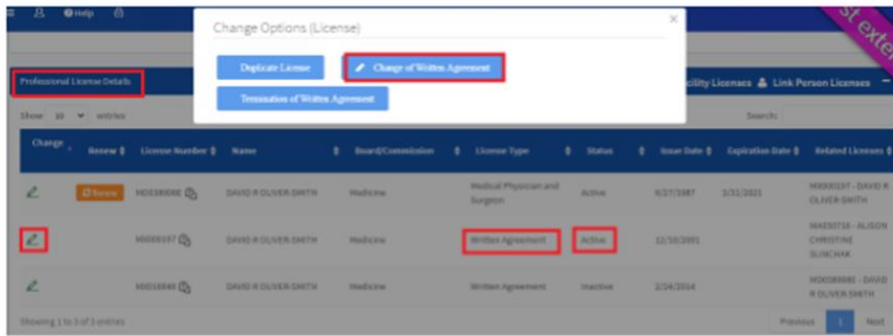 Help
Change Options (License)
×
st exte
Duplicate License
Change of Written Agreement
Termination of Written Agreement
Professional License Details
cility Licenses Link Person Licenses
Show 10 entries
Search:
Change Renew License Number Name Board/Commission License Type Status Issue Date Expiration Date Related Licenses
Renew DAVID R OLIVER-SMITH Medicine Medical Physician and Surgeon Active DAVID R OLIVER-SMITH
DAVID R OLIVER-SMITH Medicine Written Agreement Active ALISON CHRISTINE
DAVID R OLIVER-SMITH Medicine Written Agreement Inactive DAVID R OLIVER-SMITH
Showing 1 to 3 of 3 entries
Previous 1 Next